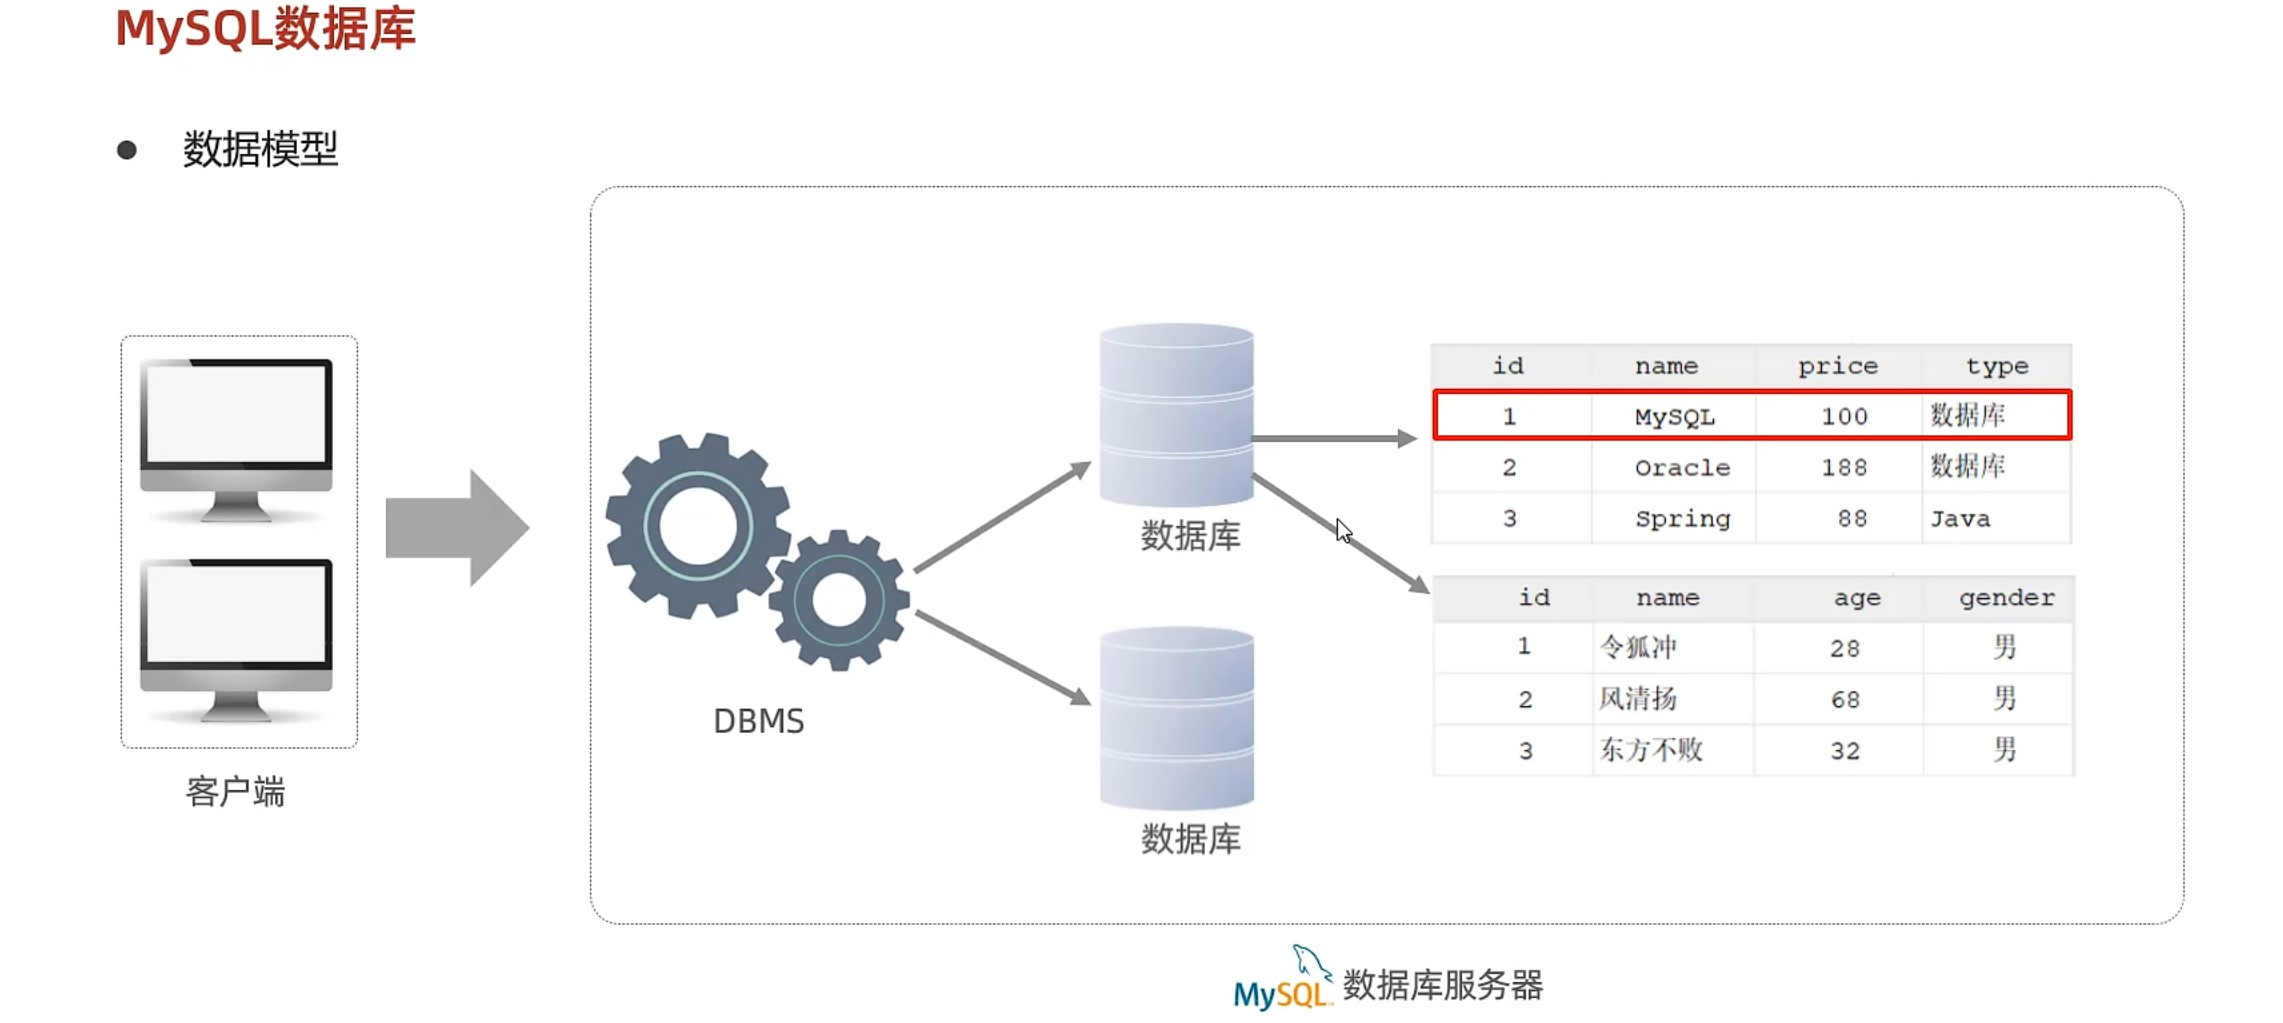 MySQL数据库
● 数据模型
客户端
DBMS
数据库
数据库
id name price type
1 MySQL 100 数据库
2 Oracle 188 数据库
3 Spring 88 Java
id name age gender
1 令狐冲 28 男
2 风清扬 68 男
3 东方不败 32 男
MySQL 数据库服务器